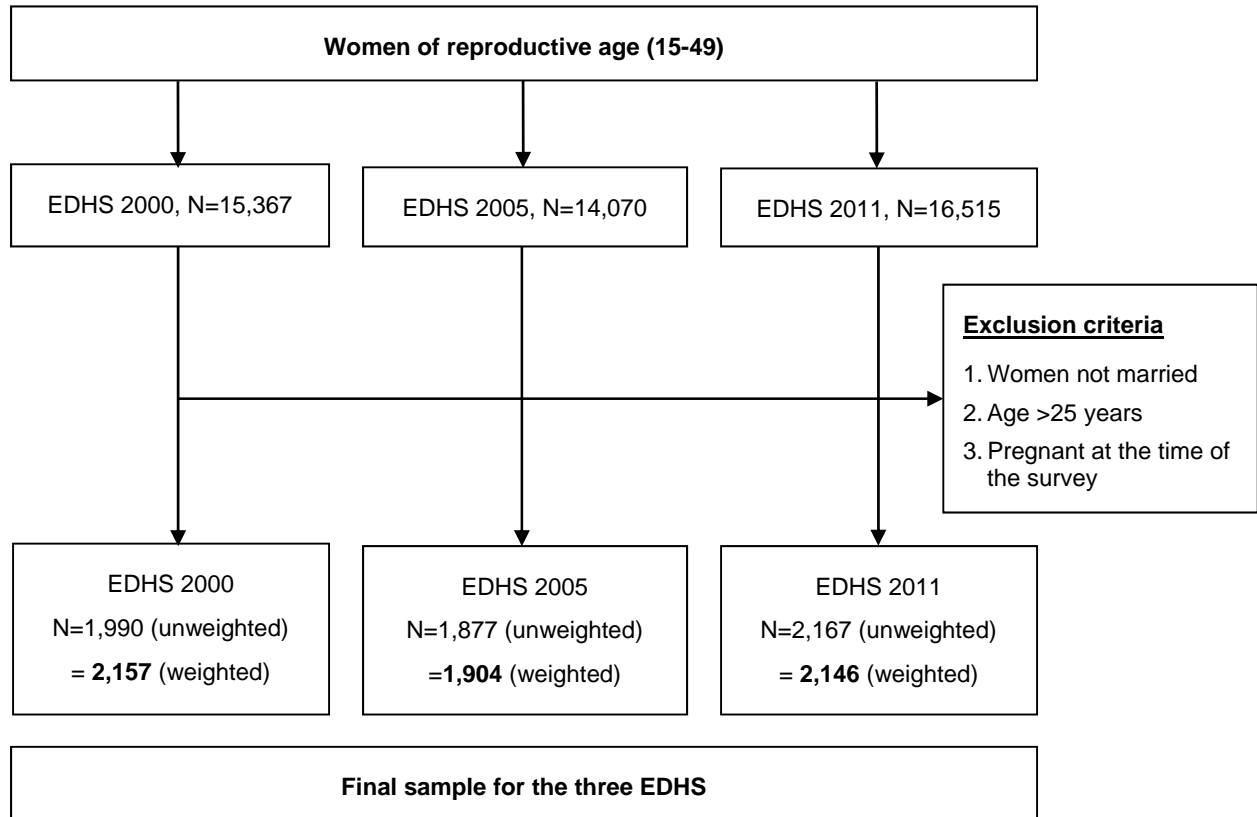 Women of reproductive age (15-49)
EDHS 2000, N=15,367
EDHS 2005, N=14,070
EDHS 2011, N=16,515
Exclusion criteria
1. Women not married
2. Age >25 years
3. Pregnant at the time of
the survey
EDHS 2000
N=1,990 (unweighted)
= 2,157 (weighted)
EDHS 2005
N=1,877 (unweighted)
=1,904 (weighted)
EDHS 2011
N=2,167 (unweighted)
= 2,146 (weighted)
Final sample for the three EDHS